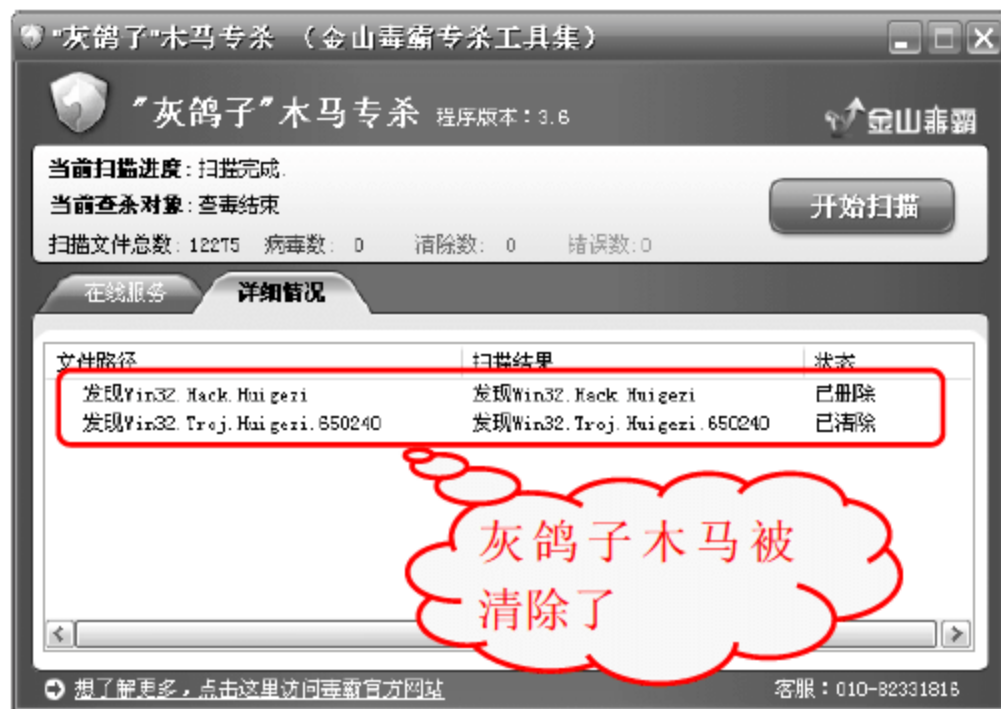 "灰鸽子"木马专杀 （金山毒霸专杀工具集）
"灰鸽子"木马专杀 程序版本：3.6
金山毒霸
当前扫描进度：扫描完成.
当前查杀对象：查毒结束
开始扫描
扫描文件总数：12275 病毒数：0 清除数：0 错误数：0
在线服务 详细情况
文件路径 扫描结果 状态
发现Win32.Hack.Huigezi 发现Win32.Hack.Huigezi 已删除
发现Win32.Troj.Huigezi.650240 发现Win32.Troj.Huigezi.650240 已清除
灰鸽子木马被
清除了
想了解更多，点击这里访问毒霸官方网站 客服：010-82331816